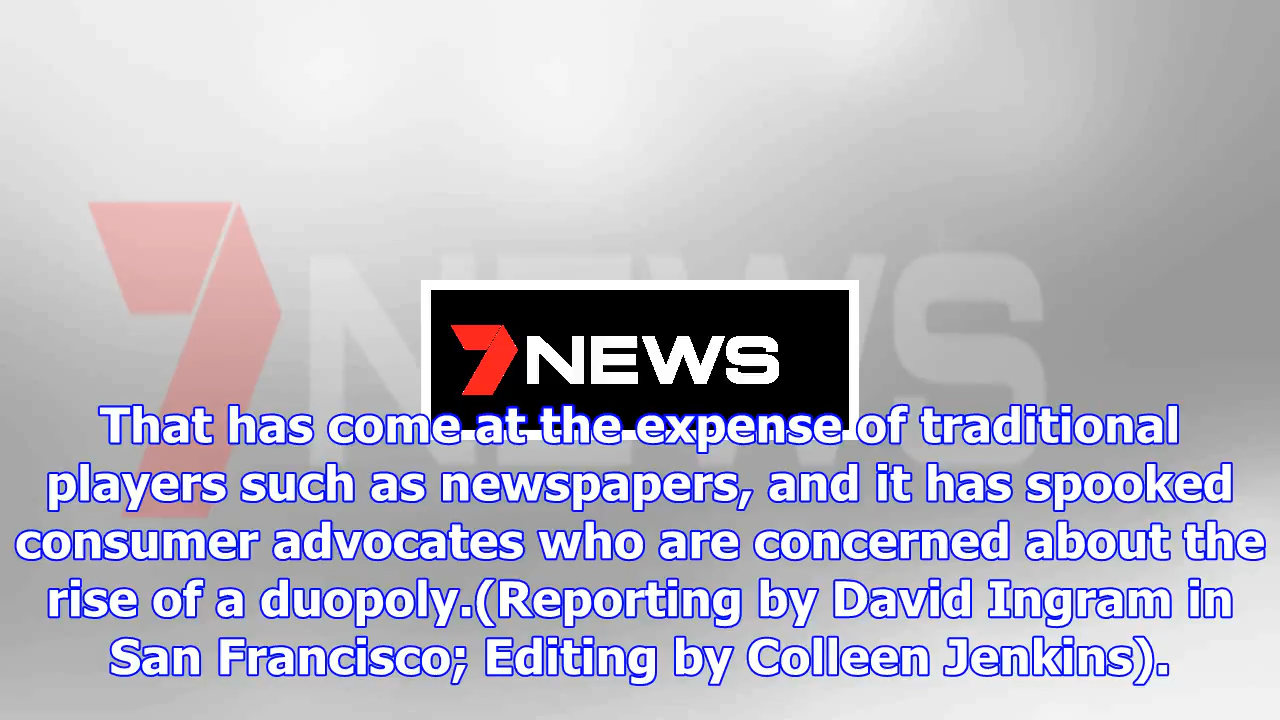 7NEWS
7NEWS
That has come at the expense of traditional
players such as newspapers, and it has spooked
consumer advocates who are concerned about the
rise of a duopoly.(Reporting by David Ingram in
San Francisco; Editing by Colleen Jenkins).